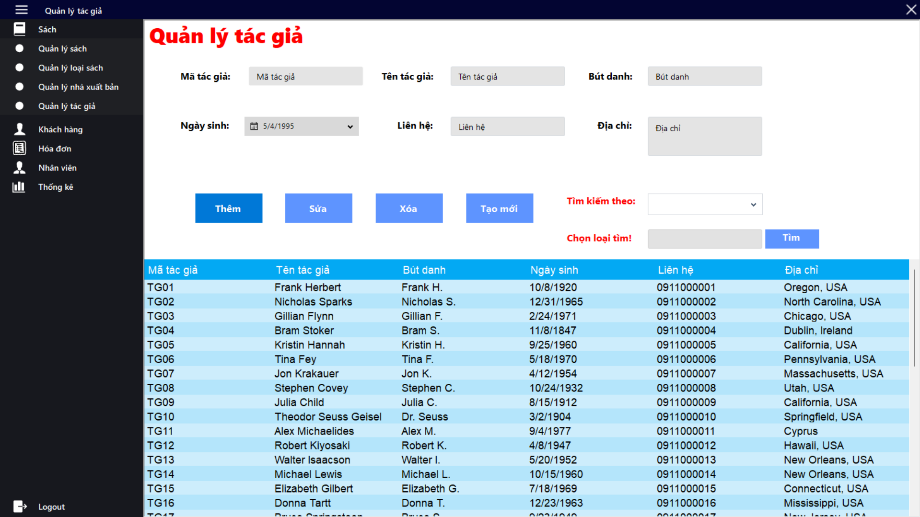 Quản lý tác giả
Sách
Quản lý sách
Quản lý loại sách
Quản lý nhà xuất bản
Quản lý tác giả
Khách hàng
Hóa đơn
Nhân viên
Thống kê
Logout
Quản lý tác giả
Mã tác giả: Mã tác giả Tên tác giả: Tên tác giả Bút danh: Bút danh
Ngày sinh: 5/4/1995 Liên hệ: Liên hệ Địa chỉ: Địa chỉ
Thêm Sửa Xóa Tạo mới Tìm kiếm theo:
Chọn loại tìm! Tìm
Mã tác giả Tên tác giả Bút danh Ngày sinh Liên hệ Địa chỉ
TG01 Frank Herbert Frank H. 10/8/1920 0911000001 Oregon, USA
TG02 Nicholas Sparks Nicholas S. 12/31/1965 0911000002 North Carolina, USA
TG03 Gillian Flynn Gillian F. 2/24/1971 0911000003 Chicago, USA
TG04 Bram Stoker Bram S. 11/8/1847 0911000004 Dublin, Ireland
TG05 Kristin Hannah Kristin H. 9/25/1960 0911000005 California, USA
TG06 Tina Fey Tina F. 5/18/1970 0911000006 Pennsylvania, USA
TG07 Jon Krakauer Jon K. 4/12/1954 0911000007 Massachusetts, USA
TG08 Stephen Covey Stephen C. 10/24/1932 0911000008 Utah, USA
TG09 Julia Child Julia C. 8/15/1912 0911000009 California, USA
TG10 Theodor Seuss Geisel Dr. Seuss 3/2/1904 0911000010 Springfield, USA
TG11 Alex Michaelides Alex M. 9/4/1977 0911000011 Cyprus
TG12 Robert Kiyosaki Robert K. 4/8/1947 0911000012 Hawaii, USA
TG13 Walter Isaacson Walter I. 5/20/1952 0911000013 New Orleans, USA
TG14 Michael Lewis Michael L. 10/15/1960 0911000014 New Orleans, USA
TG15 Elizabeth Gilbert Elizabeth G. 7/18/1969 0911000015 Connecticut, USA
TG16 Donna Tartt Donna T. 12/23/1963 0911000016 Mississippi, USA
TG17 Bruce Springsteen Bruce S. 9/23/1949 0911000017 New Jersey, USA